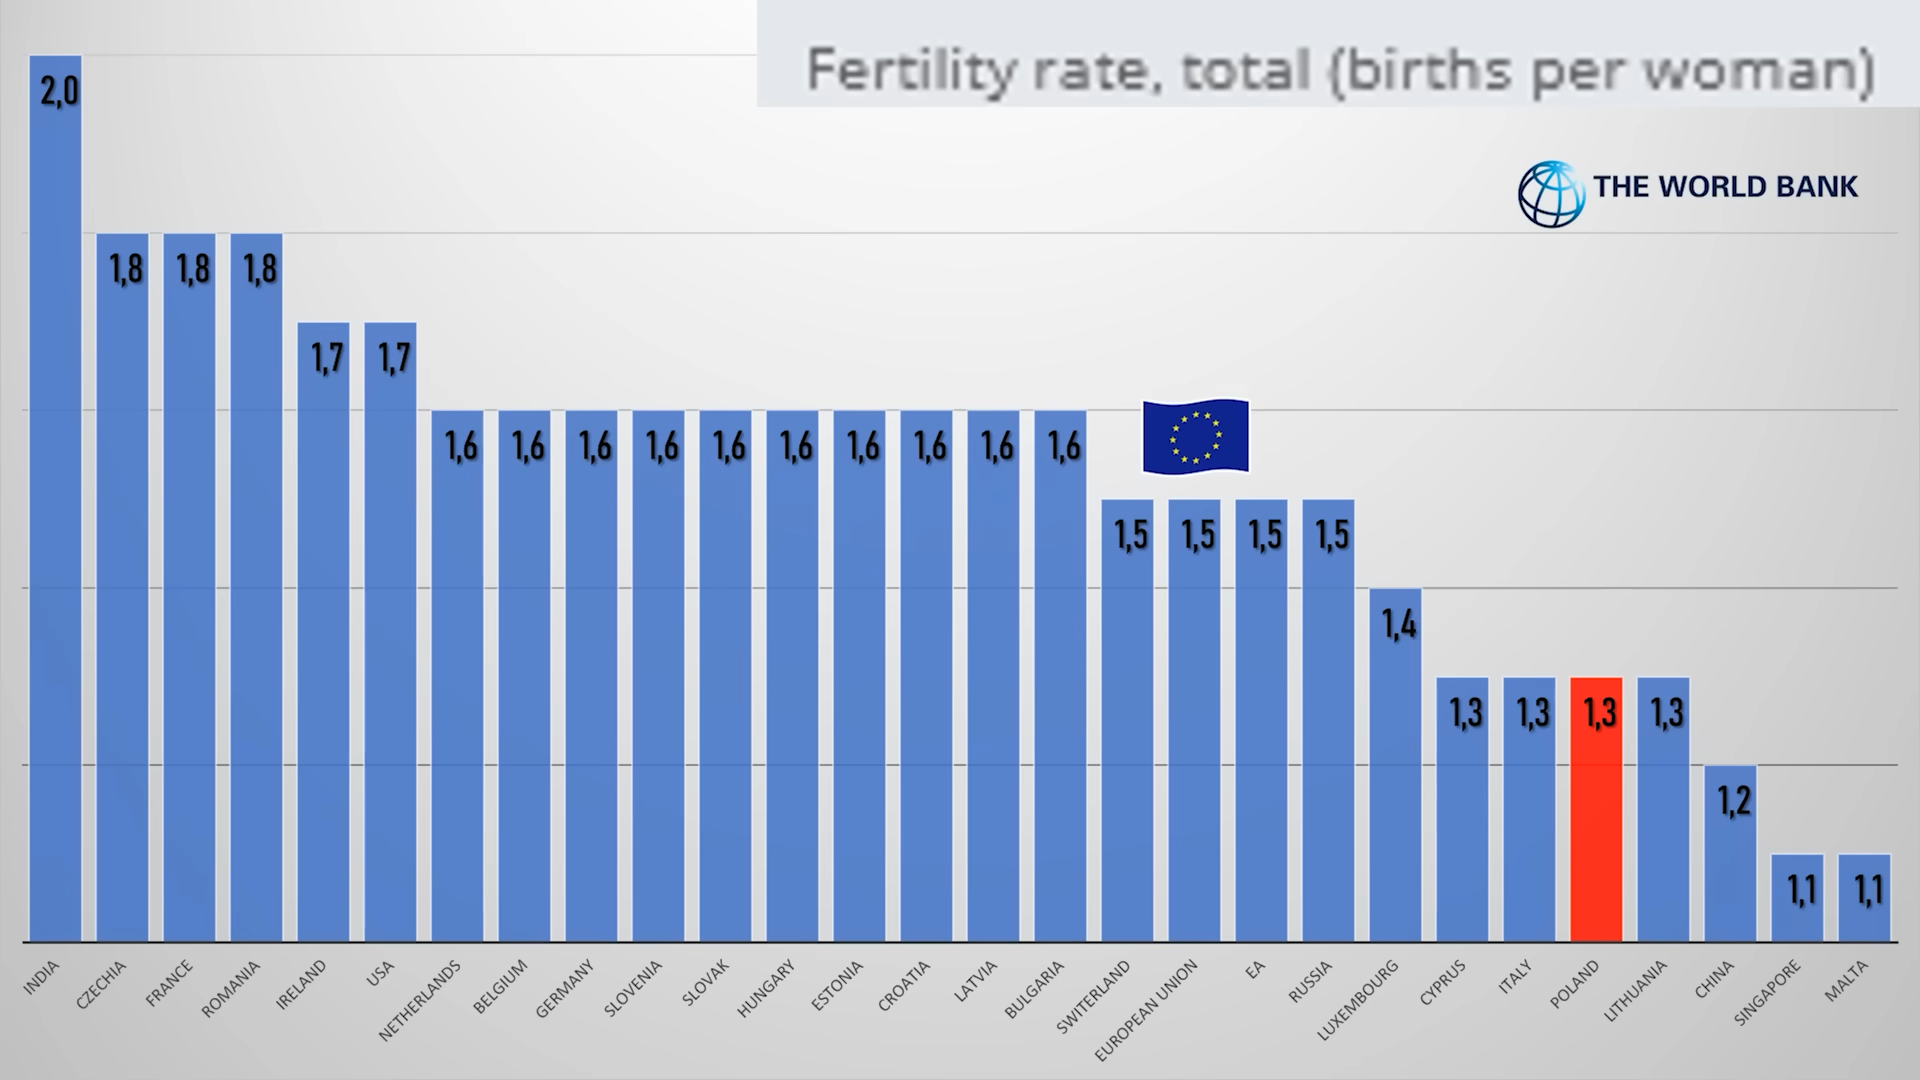 Fertility rate, total (births per woman)
THE WORLD BANK
2,0
1,8
1,8
1,8
1,7
1,7
1,6
1,6
1,6
1,6
1,6
1,6
1,6
1,6
1,6
1,6
1,5
1,5
1,5
1,5
1,4
1,3
1,3
1,3
1,3
1,2
1,1
1,1
INDIA
CZECHIA
FRANCE
ROMANIA
IRELAND
USA
NETHERLANDS
BELGIUM
GERMANY
SLOVENIA
SLOVAK
HUNGARY
ESTONIA
CROATIA
LATVIA
BULGARIA
SWITERLAND
EUROPEAN UNION
EA
RUSSIA
LUXEMBOURG
CYPRUS
ITALY
POLAND
LITHUANIA
CHINA
SINGAPORE
MALTA